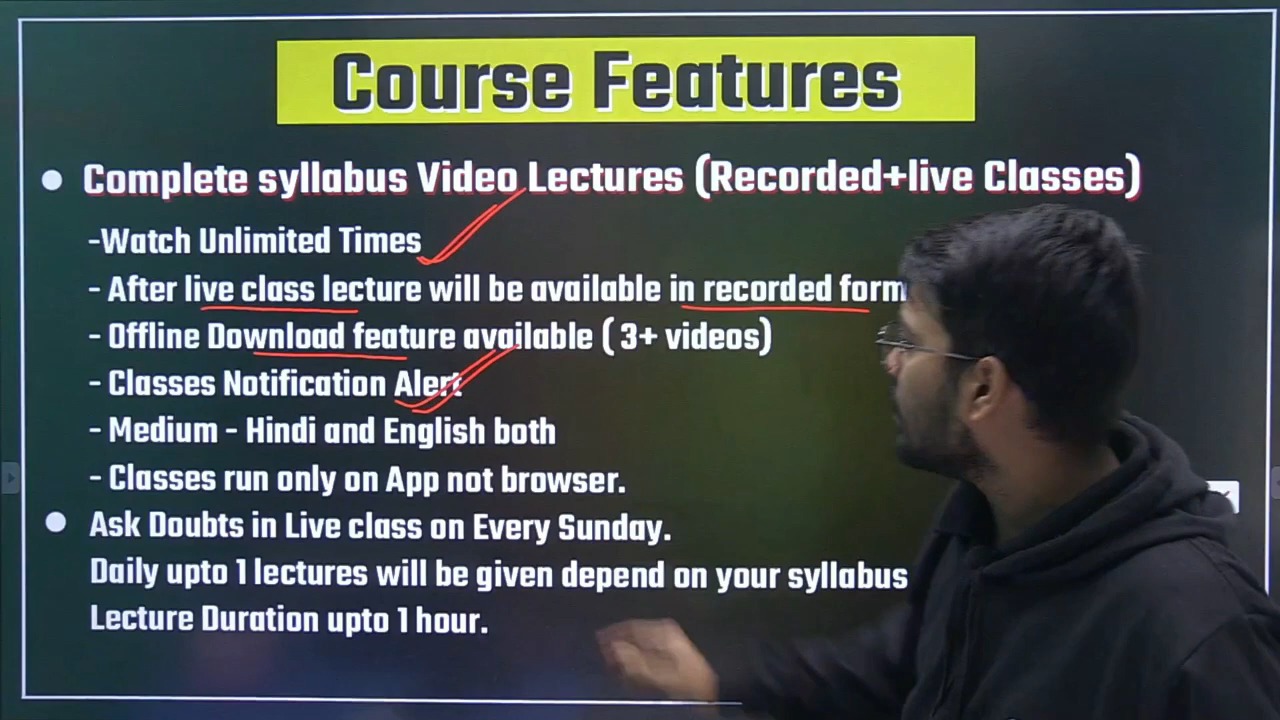 Course Features
● Complete syllabus Video Lectures (Recorded+live Classes)
-Watch Unlimited Times
- After live class lecture will be available in recorded form
- Offline Download feature available ( 3+ videos)
- Classes Notification Alert
- Medium - Hindi and English both
- Classes run only on App not browser.
● Ask Doubts in Live class on Every Sunday.
Daily upto 1 lectures will be given depend on your syllabus
Lecture Duration upto 1 hour.